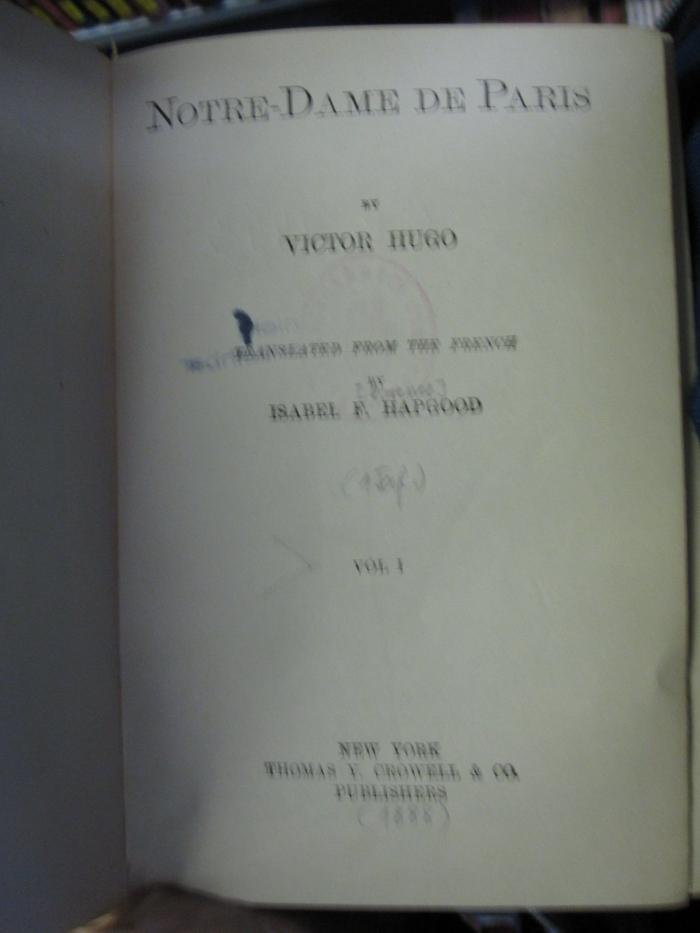 NOTRE-DAME DE PARIS
BY
VICTOR HUGO
TRANSLATED FROM THE FRENCH
BY
ISABEL F. HAPGOOD
VOL I
NEW YORK
THOMAS Y. CROWELL & CO.
PUBLISHERS
(1888)